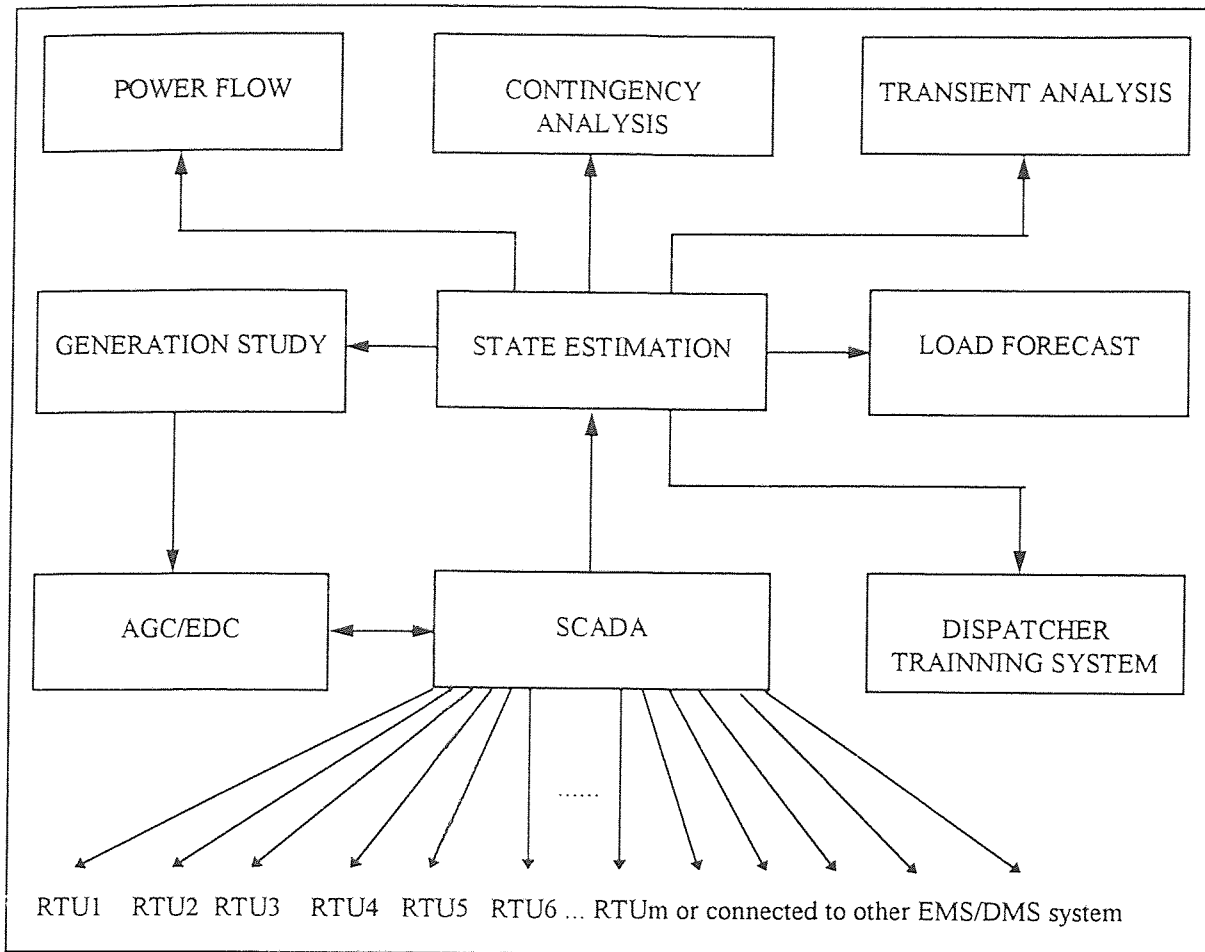 POWER FLOW
CONTINGENCY
ANALYSIS
TRANSIENT ANALYSIS
GENERATION STUDY
STATE ESTIMATION
LOAD FORECAST
AGC/EDC
SCADA
DISPATCHER
TRAINNING SYSTEM
......
RTU1 RTU2 RTU3 RTU4 RTU5 RTU6 ... RTUm or connected to other EMS/DMS system